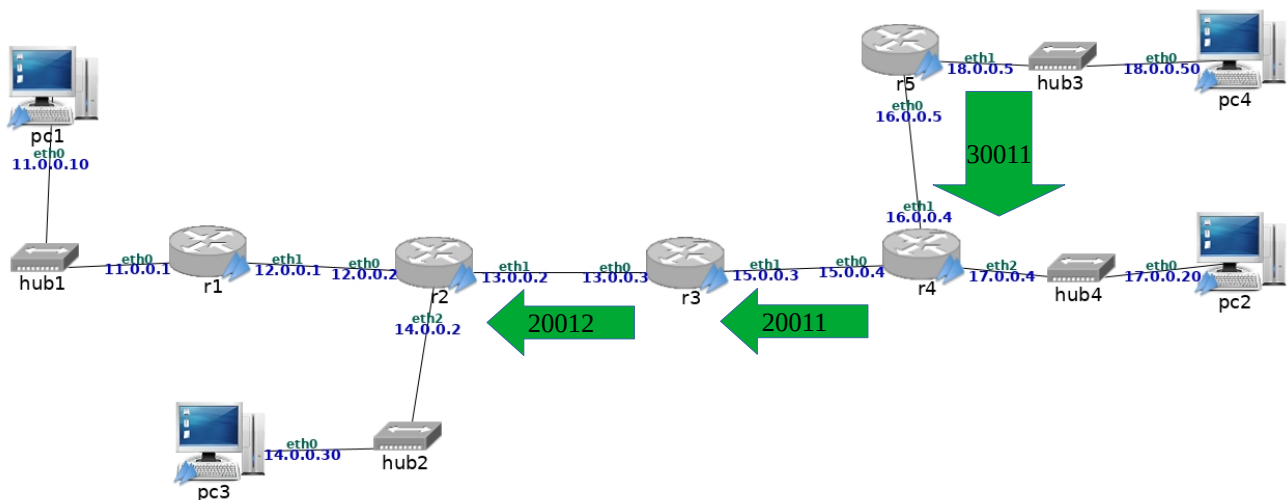 pc1
eth0
11.0.0.10
hub1
eth0
11.0.0.1
r1
eth1
12.0.0.1
eth0
12.0.0.2
r2
eth1
13.0.0.2
eth2
14.0.0.2
pc3
eth0
14.0.0.30
hub2
20012
eth0
13.0.0.3
r3
eth1
15.0.0.3
20011
eth0
15.0.0.4
r4
eth1
16.0.0.4
eth2
17.0.0.4
hub4
eth0
17.0.0.20
pc2
30011
r5
eth0
16.0.0.5
eth1
18.0.0.5
hub3
eth0
18.0.0.50
pc4